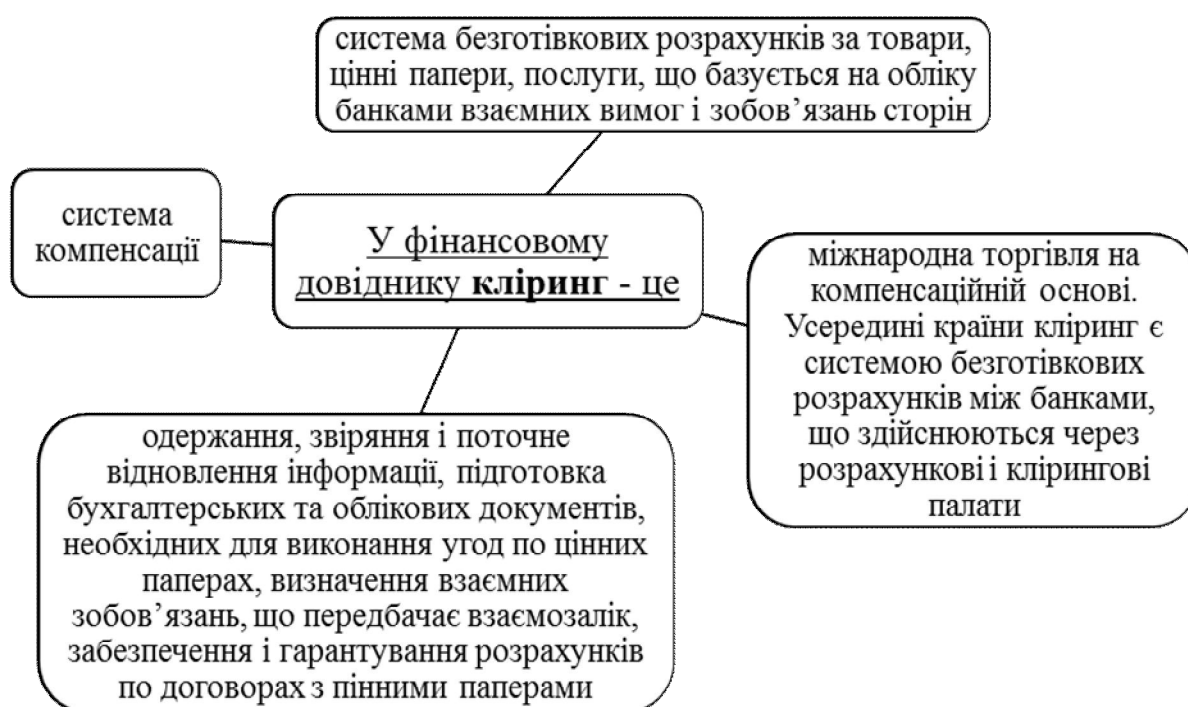 система безготівкових розрахунків за товари,
цінні папери, послуги, що базується на обліку
банками взаємних вимог і зобов’язань сторін
система
компенсації
У фінансовому
довіднику кліринг - це
міжнародна торгівля на
компенсаційній основі.
Усередині країни кліринг є
системою безготівкових
розрахунків між банками,
що здійснюються через
розрахункові і клірингові
палати
одержання, звіряння і поточне
відновлення інформації, підготовка
бухгалтерських та облікових документів,
необхідних для виконання угод по цінних
паперах, визначення взаємних
зобов’язань, що передбачає взаємозалік,
забезпечення і гарантування розрахунків
по договорах з пінними паперами